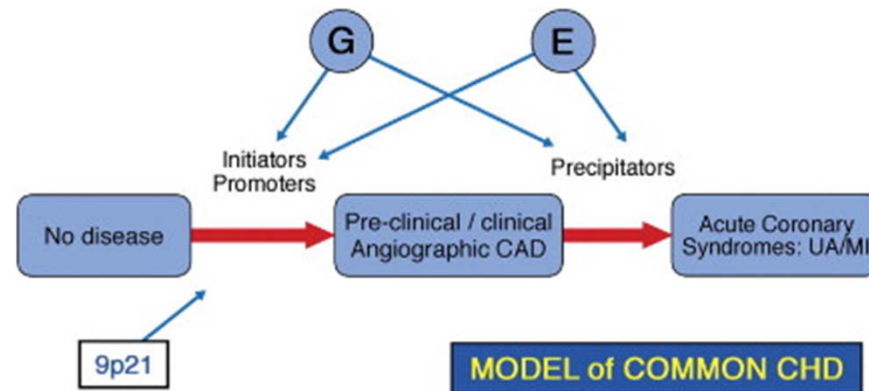 G
E
Initiators
Promoters
Precipitators
No disease
Pre-clinical / clinical
Angiographic CAD
Acute Coronary
Syndromes: UA/MI
9p21
MODEL of COMMON CHD